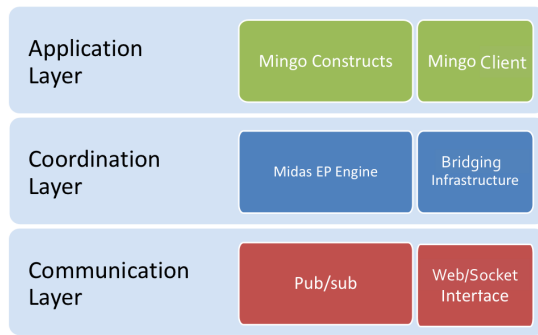 Application
Layer
Mingo Constructs
Mingo Client
Coordination
Layer
Midas EP Engine
Bridging
Infrastructure
Communication
Layer
Pub/sub
Web/Socket
Intertace